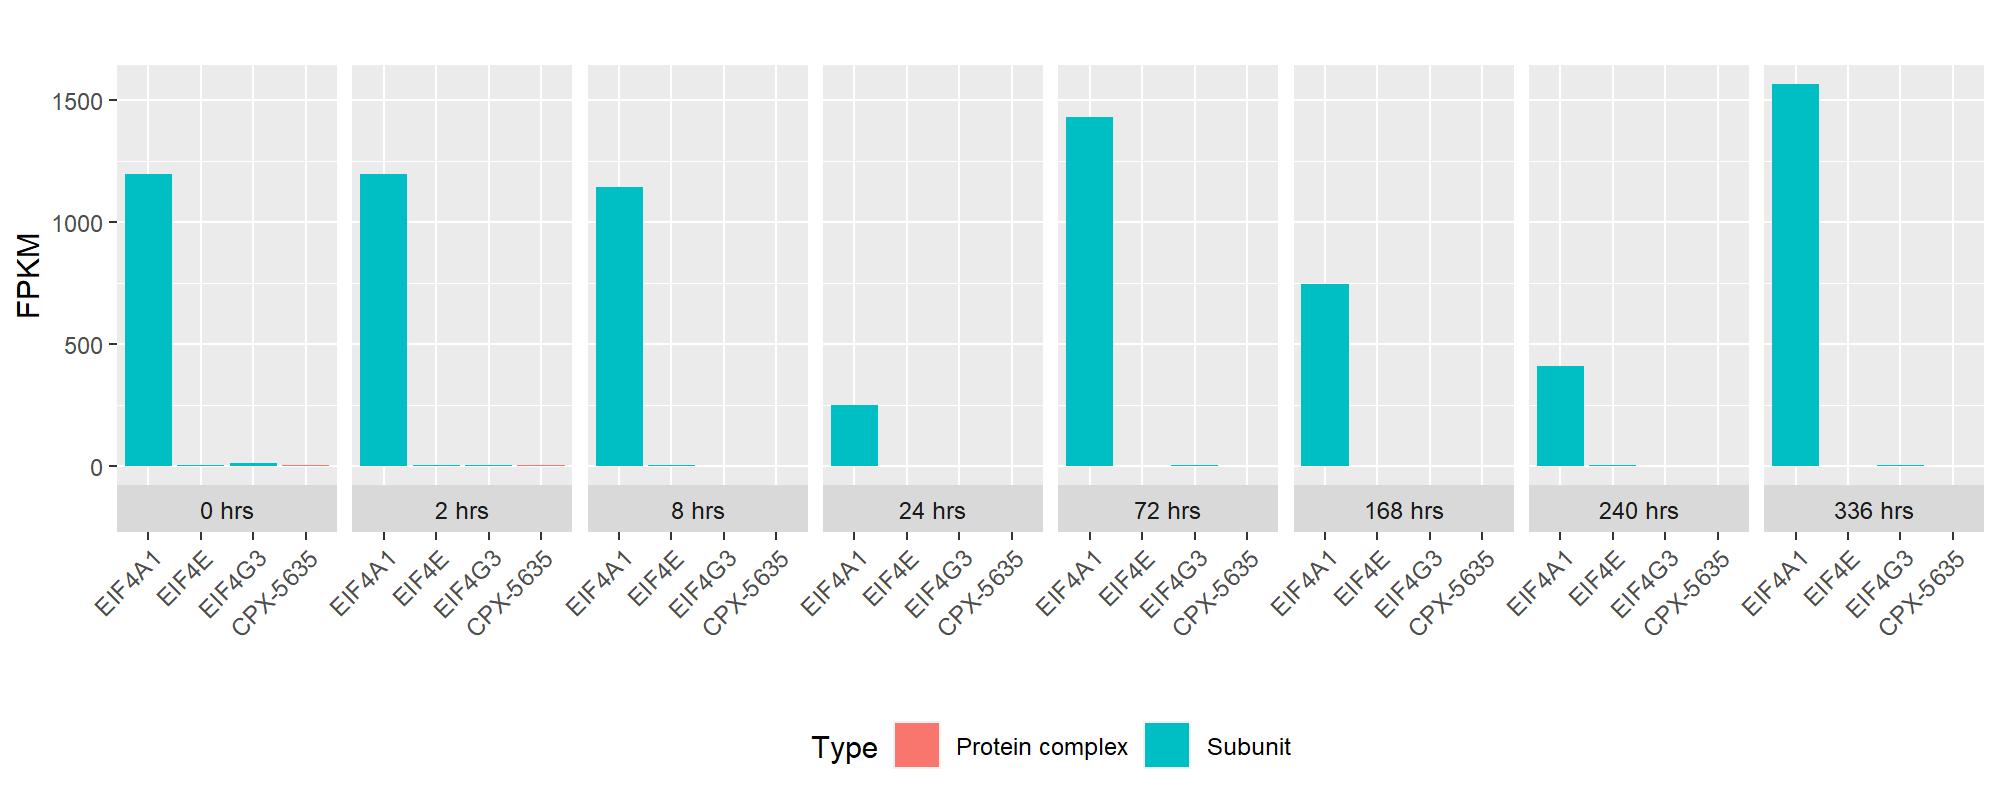 FPKM
1500
1000
500
0
0 hrs 2 hrs 8 hrs 24 hrs 72 hrs 168 hrs 240 hrs 336 hrs
EIF4A1 EIF4E EIF4G3 CPX-5635 EIF4A1 EIF4E EIF4G3 CPX-5635 EIF4A1 EIF4E EIF4G3 CPX-5635 EIF4A1 EIF4E EIF4G3 CPX-5635 EIF4A1 EIF4E EIF4G3 CPX-5635 EIF4A1 EIF4E EIF4G3 CPX-5635 EIF4A1 EIF4E EIF4G3 CPX-5635 EIF4A1 EIF4E EIF4G3 CPX-5635
Type Protein complex Subunit